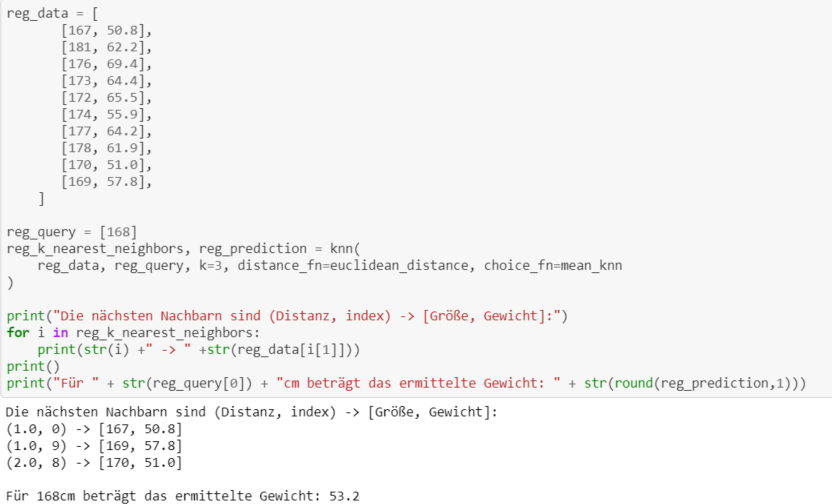 reg_data = [
        [167, 50.8],
        [181, 62.2],
        [176, 69.4],
        [173, 64.4],
        [172, 65.5],
        [174, 55.9],
        [177, 64.2],
        [178, 61.9],
        [170, 51.0],
        [169, 57.8],
    ]

reg_query = [168]
reg_k_nearest_neighbors, reg_prediction = knn(
    reg_data, reg_query, k=3, distance_fn=euclidean_distance, choice_fn=mean_knn
)

print("Die nächsten Nachbarn sind (Distanz, index) -> [Größe, Gewicht]:")
for i in reg_k_nearest_neighbors:
    print(str(i) +" -> " +str(reg_data[i[1]]))
print()
print("Für " + str(reg_query[0]) + "cm beträgt das ermittelte Gewicht: " + str(round(reg_prediction,1)))
Die nächsten Nachbarn sind (Distanz, index) -> [Größe, Gewicht]:
(1.0, 0) -> [167, 50.8]
(1.0, 9) -> [169, 57.8]
(2.0, 8) -> [170, 51.0]

Für 168cm beträgt das ermittelte Gewicht: 53.2